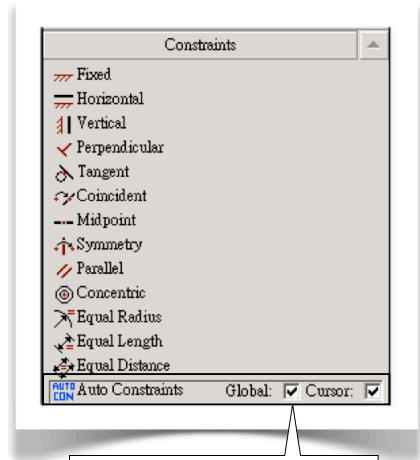 Constraints
Fixed
Horizontal
Vertical
Perpendicular
Tangent
Coincident
Midpoint
Symmetry
Parallel
Concentric
Equal Radius
Equal Length
Equal Distance
AUTO CON Auto Constraints Global: Cursor: